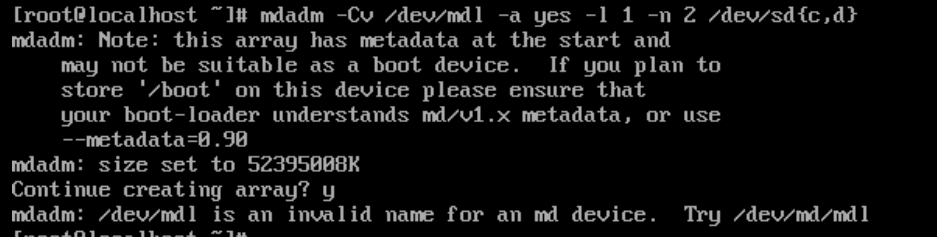 [root@localhost ~]# mdadm -Cv /dev/mdl -a yes -l 1 -n 2 /dev/sd{c,d}
mdadm: Note: this array has metadata at the start and
    may not be suitable as a boot device.  If you plan to
    store '/boot' on this device please ensure that
    your boot-loader understands md/v1.x metadata, or use
    --metadata=0.90
mdadm: size set to 52395008K
Continue creating array? y
mdadm: /dev/mdl is an invalid name for an md device.  Try /dev/md/mdl
[root@localhost ~]#